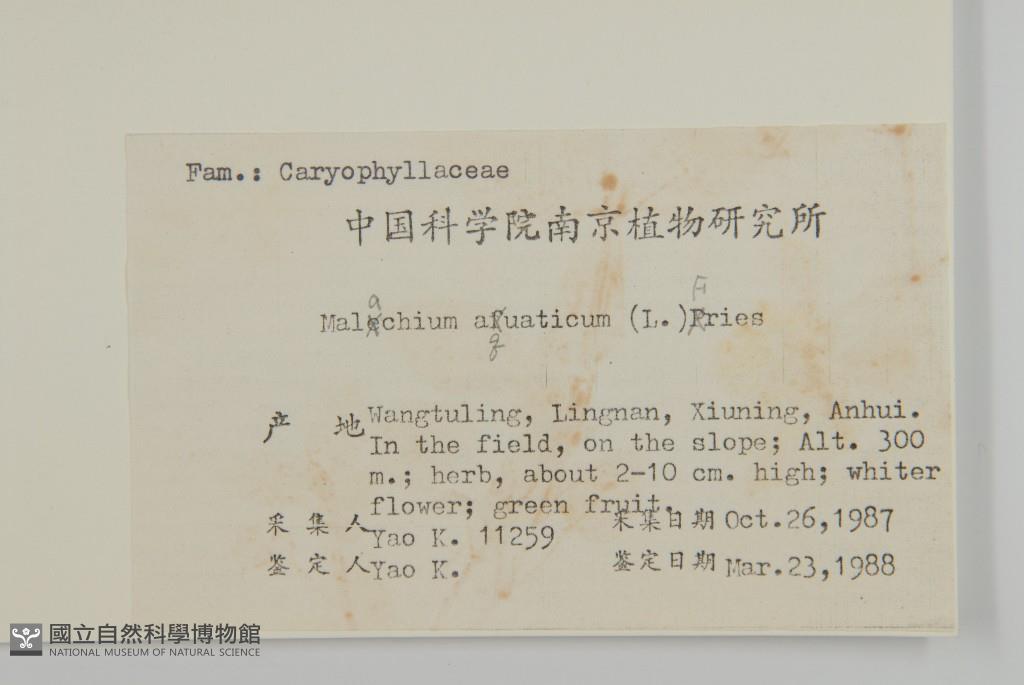 Fam.: Caryophyllaceae
中国科学院南京植物研究所
Malachium aquaticum (L.)Fries
产 地 Wangtuling, Lingnan, Xiuning, Anhui.
In the field, on the slope; Alt. 300
m.; herb, about 2-10 cm. high; whiter
flower; green fruit.
采集人 Yao K. 11259 采集日期 Oct.26,1987
鉴定人 Yao K. 鉴定日期 Mar.23,1988
國立自然科學博物館
NATIONAL MUSEUM OF NATURAL SCIENCE